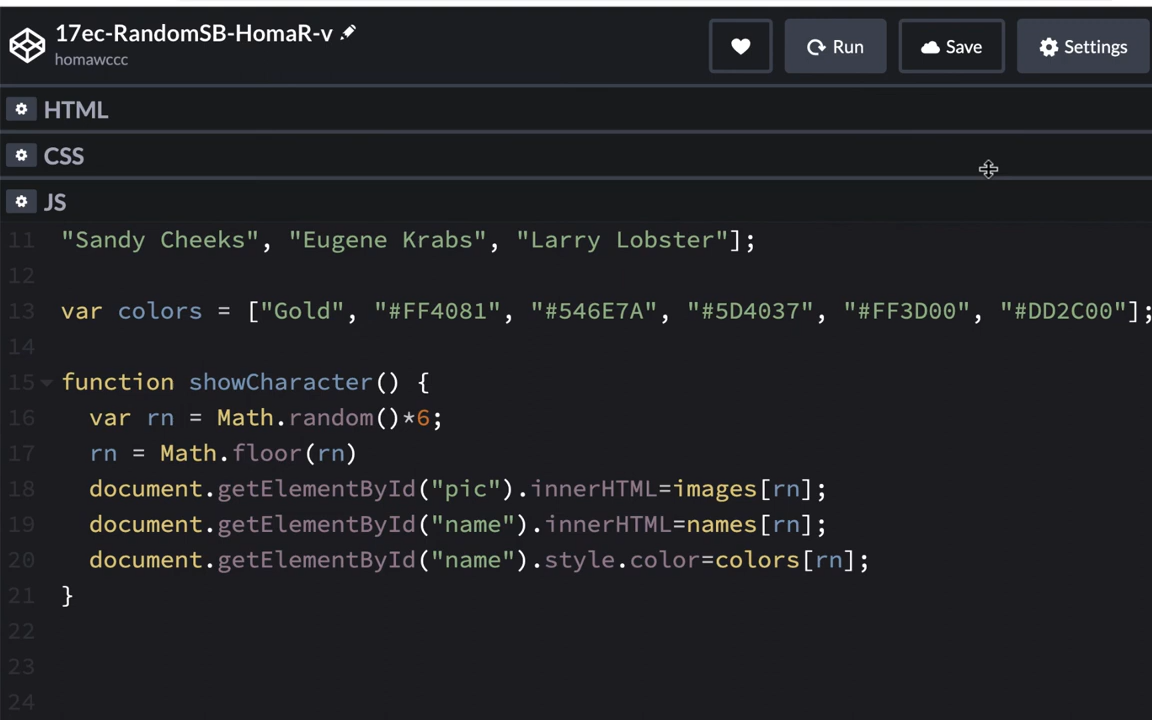 17ec-RandomSB-HomaR-v
homawccc
Run
Save
Settings
HTML
CSS
JS
11 "Sandy Cheeks", "Eugene Krabs", "Larry Lobster"];
12
13 var colors = ["Gold", "#FF4081", "#546E7A", "#5D4037", "#FF3D00", "#DD2C00"];
14
15 function showCharacter() {
16 var rn = Math.random()*6;
17 rn = Math.floor(rn)
18 document.getElementById("pic").innerHTML=images[rn];
19 document.getElementById("name").innerHTML=names[rn];
20 document.getElementById("name").style.color=colors[rn];
21 }
22
23
24